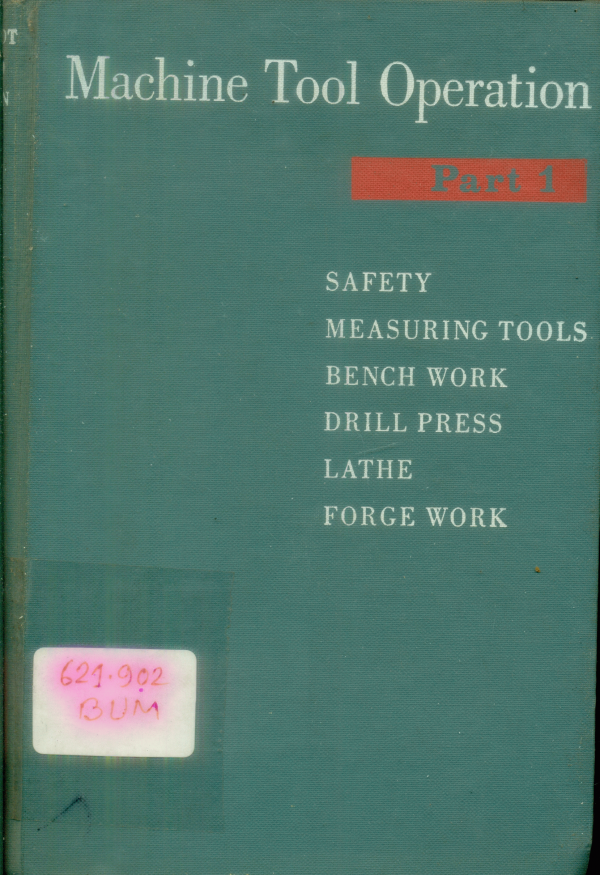 Machine Tool Operation
Part 1
SAFETY
MEASURING TOOLS
BENCH WORK
DRILL PRESS
LATHE
FORGE WORK
621.902
BUM